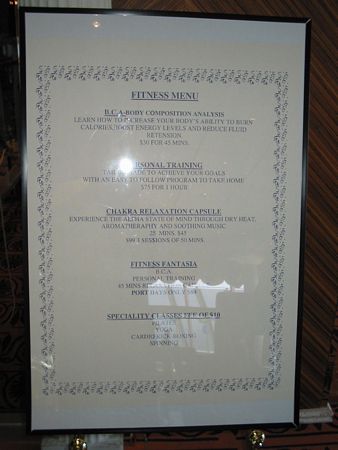 FITNESS MENU
B.C.A-BODY COMPOSITION ANALYSIS
LEARN HOW TO INCREASE YOUR BODY'S ABILITY TO BURN
CALORIES, BOOST ENERGY LEVELS AND REDUCE FLUID
RETENSION
$30 FOR 45 MINS.
PERSONAL TRAINING
TAILOR MADE TO ACHIEVE YOUR GOALS
WITH AN EASY TO FOLLOW PROGRAM TO TAKE HOME
$75 FOR 1 HOUR
CHAKRA RELAXATION CAPSULE
EXPERIENCE THE ALPHA STATE OF MIND THROUGH DRY HEAT,
AROMATHERAPHY AND SOOTHING MUSIC
25 MINS. $45
$99 SESSIONS OF 50 MINS.
FITNESS FANTASIA
B.C.A
PERSONAL TRAINING
45 MINS
PORT DAYS ONLY
SPECIALITY CLASSES FEE OF $10
PILATES
YOGA
CARDIO KICK BOXING
SPINNING